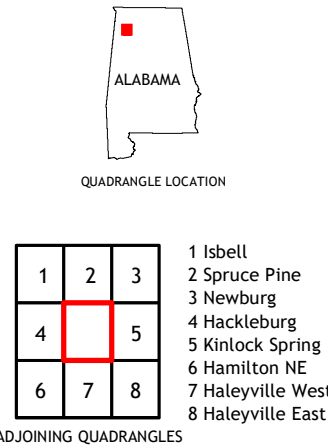 ALABAMA
QUADRANGLE LOCATION
1 2 3
4 5
6 7 8
1 Isbell
2 Spruce Pine
3 Newburg
4 Hackleburg
5 Kinlock Spring
6 Hamilton NE
7 Haleyville West
8 Haleyville East
ADJOINING QUADRANGLES